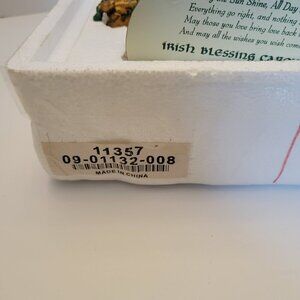 the Sun Shine, All Day
Everything go right, and nothing
May those you love bring love back
And may all the wishes you wish come
IRISH BLESSING CAROU
11357
09-01132-008
MADE IN CHINA